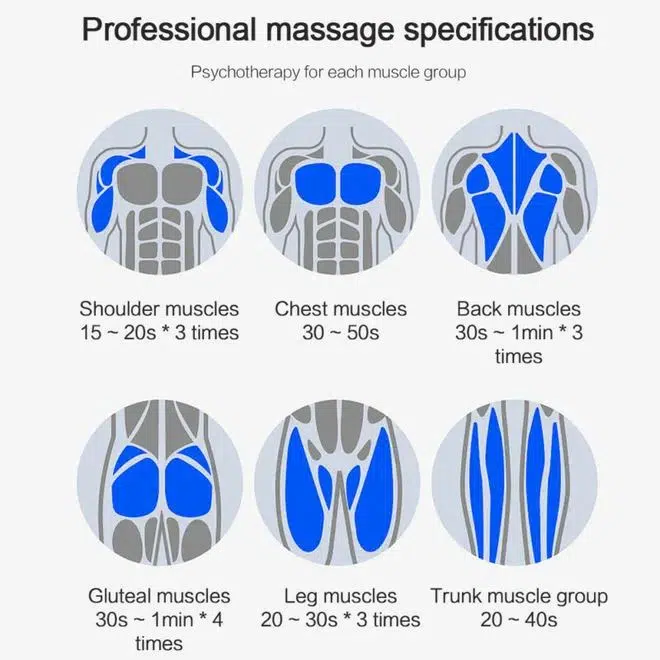 Professional massage specifications
Psychotherapy for each muscle group
Shoulder muscles
15 ~ 20s * 3 times
Chest muscles
30 ~ 50s
Back muscles
30s ~ 1min * 3
times
Gluteal muscles
30s ~ 1min * 4
times
Leg muscles
20 ~ 30s * 3 times
Trunk muscle group
20 ~ 40s